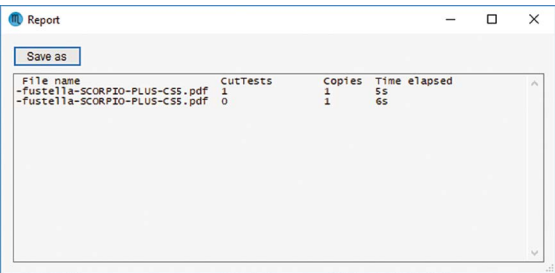 Report
Save as
File name CutTests Copies Time elapsed
-fustella-SCORPIO-PLUS-CS5.pdf 1 1 5s
-fustella-SCORPIO-PLUS-CS5.pdf 0 1 6s